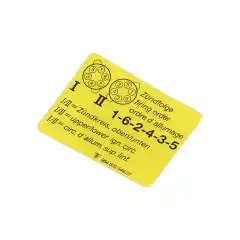 I II
Zündfolge
firing order
ordre d'allumage
1-6-2-4-3-5
I/II = Zündkreis, oben/unten
I/II = upper/lower, ign. circ.
I/II = circ. d'allum. sup. /inf.